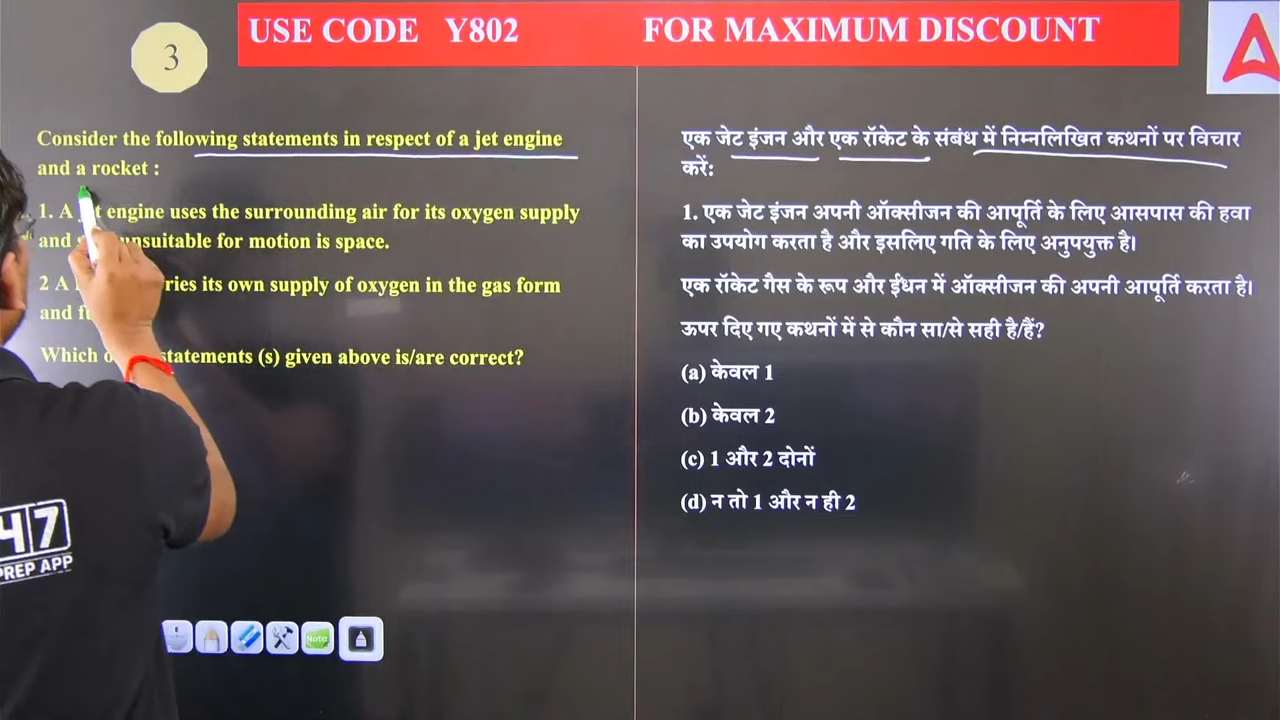 USE CODE Y802 FOR MAXIMUM DISCOUNT
3
Consider the following statements in respect of a jet engine
and a rocket :
1. A jet engine uses the surrounding air for its oxygen supply
and unsuitable for motion is space.
2 A its own supply of oxygen in the gas form
and
Which statements (s) given above is/are correct?
एक जेट इंजन और एक रॉकेट के संबंध में निम्नलिखित कथनों पर विचार
करें:
1. एक जेट इंजन अपनी ऑक्सीजन की आपूर्ति के लिए आसपास की हवा
का उपयोग करता है और इसलिए गति के लिए अनुपयुक्त है।
एक रॉकेट गैस के रूप और ईंधन में ऑक्सीजन की अपनी आपूर्ति करता है।
ऊपर दिए गए कथनों में से कौन सा/से सही है/हैं?
(a) केवल 1
(b) केवल 2
(c) 1 और 2 दोनों
(d) न तो 1 और न ही 2
47
PREP APP
Note